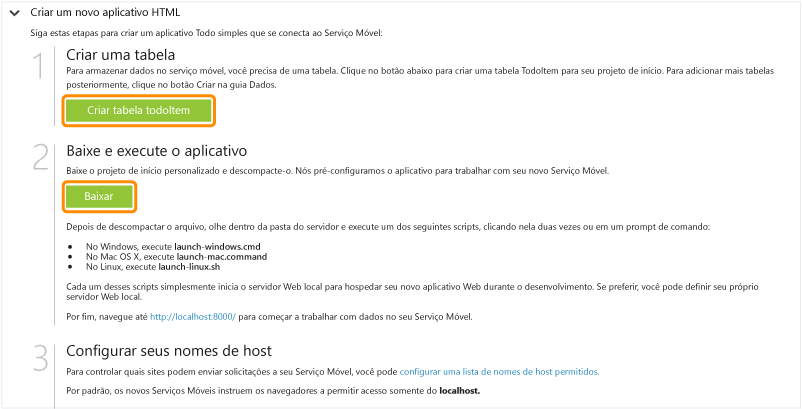 Criar um novo aplicativo HTML
Siga estas etapas para criar um aplicativo Todo simples que se conecta ao Serviço Móvel:
1
Criar uma tabela
Para armazenar dados no serviço móvel, você precisa de uma tabela. Clique no botão abaixo para criar uma tabela TodoItem para seu projeto de início. Para adicionar mais tabelas
posteriormente, clique no botão Criar na guia Dados.
Criar tabela todoItem
2
Baixe e execute o aplicativo
Baixe o projeto de início personalizado e descompacte-o. Nós pré-configuramos o aplicativo para trabalhar com seu novo Serviço Móvel.
Baixar
Depois de descompactar o arquivo, olhe dentro da pasta do servidor e execute um dos seguintes scripts, clicando nela duas vezes ou em um prompt de comando:
● No Windows, execute launch-windows.cmd
● No Mac OS X, execute launch-mac.command
● No Linux, execute launch-linux.sh
Cada um desses scripts simplesmente inicia o servidor Web local para hospedar seu novo aplicativo Web durante o desenvolvimento. Se preferir, você pode definir seu próprio
servidor Web local.
Por fim, navegue até http://localhost:8000/ para começar a trabalhar com dados no seu Serviço Móvel.
3
Configurar seus nomes de host
Para controlar quais sites podem enviar solicitações a seu Serviço Móvel, você pode configurar uma lista de nomes de host permitidos.
Por padrão, os novos Serviços Móveis instruem os navegadores a permitir acesso somente do localhost.